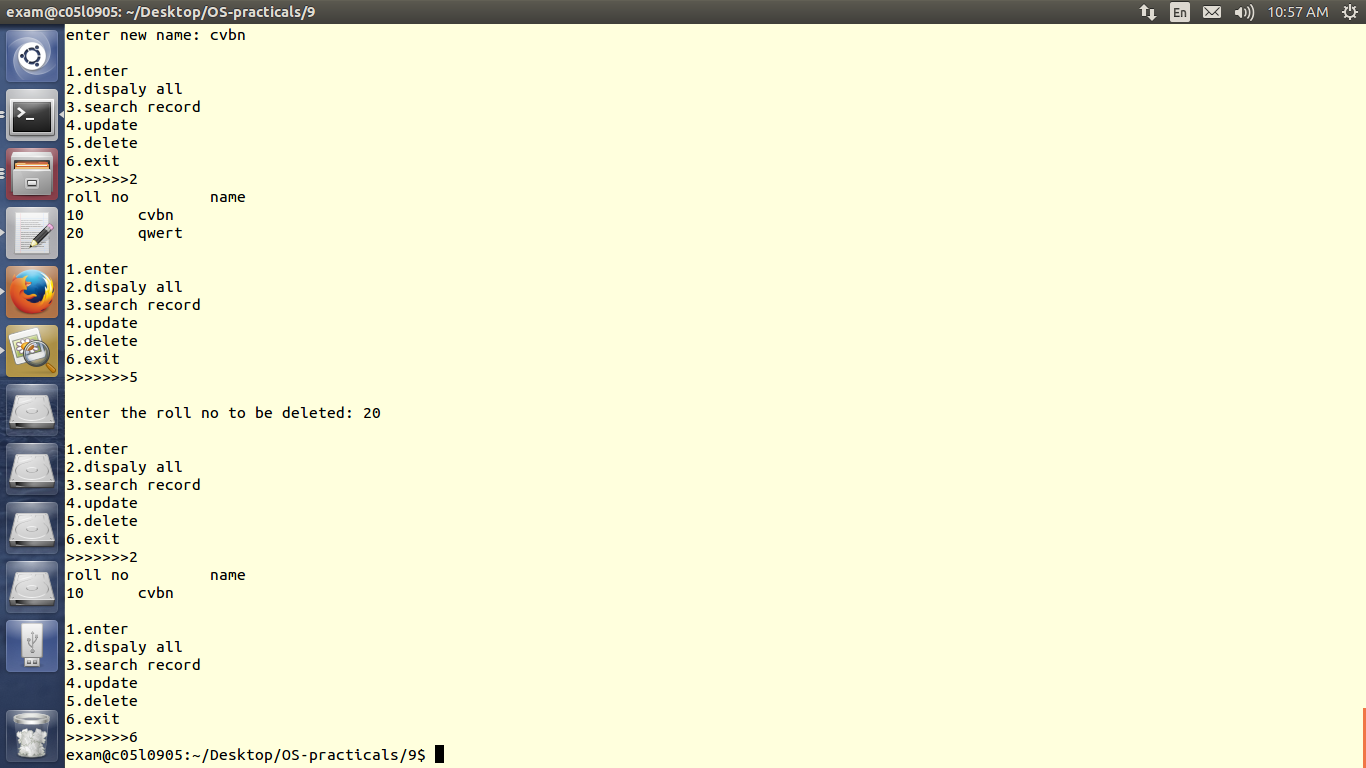 exam@c05l0905: ~/Desktop/OS-practicals/9
En
10:57 AM
enter new name: cvbn
1.enter
2.dispaly all
3.search record
4.update
5.delete
6.exit
>>>>>>>2
roll no         name
10      cvbn
20      qwert
1.enter
2.dispaly all
3.search record
4.update
5.delete
6.exit
>>>>>>>5
enter the roll no to be deleted: 20
1.enter
2.dispaly all
3.search record
4.update
5.delete
6.exit
>>>>>>>2
roll no         name
10      cvbn
1.enter
2.dispaly all
3.search record
4.update
5.delete
6.exit
>>>>>>>6
exam@c05l0905:~/Desktop/OS-practicals/9$